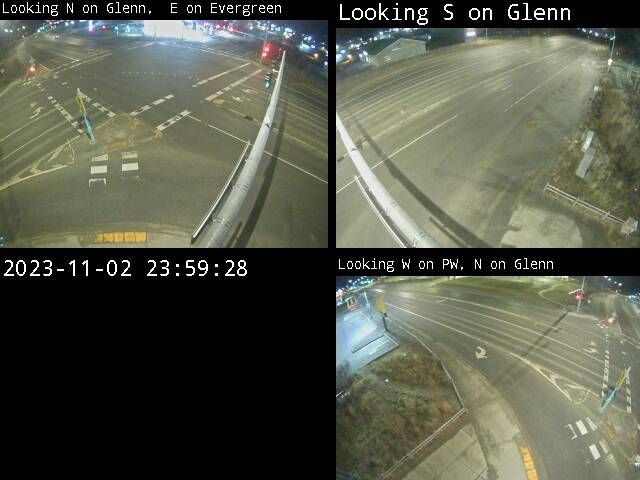 Looking N on Glenn,  E on Evergreen
Looking S on Glenn
2023-11-02 23:59:28
Looking W on PW, N on Glenn